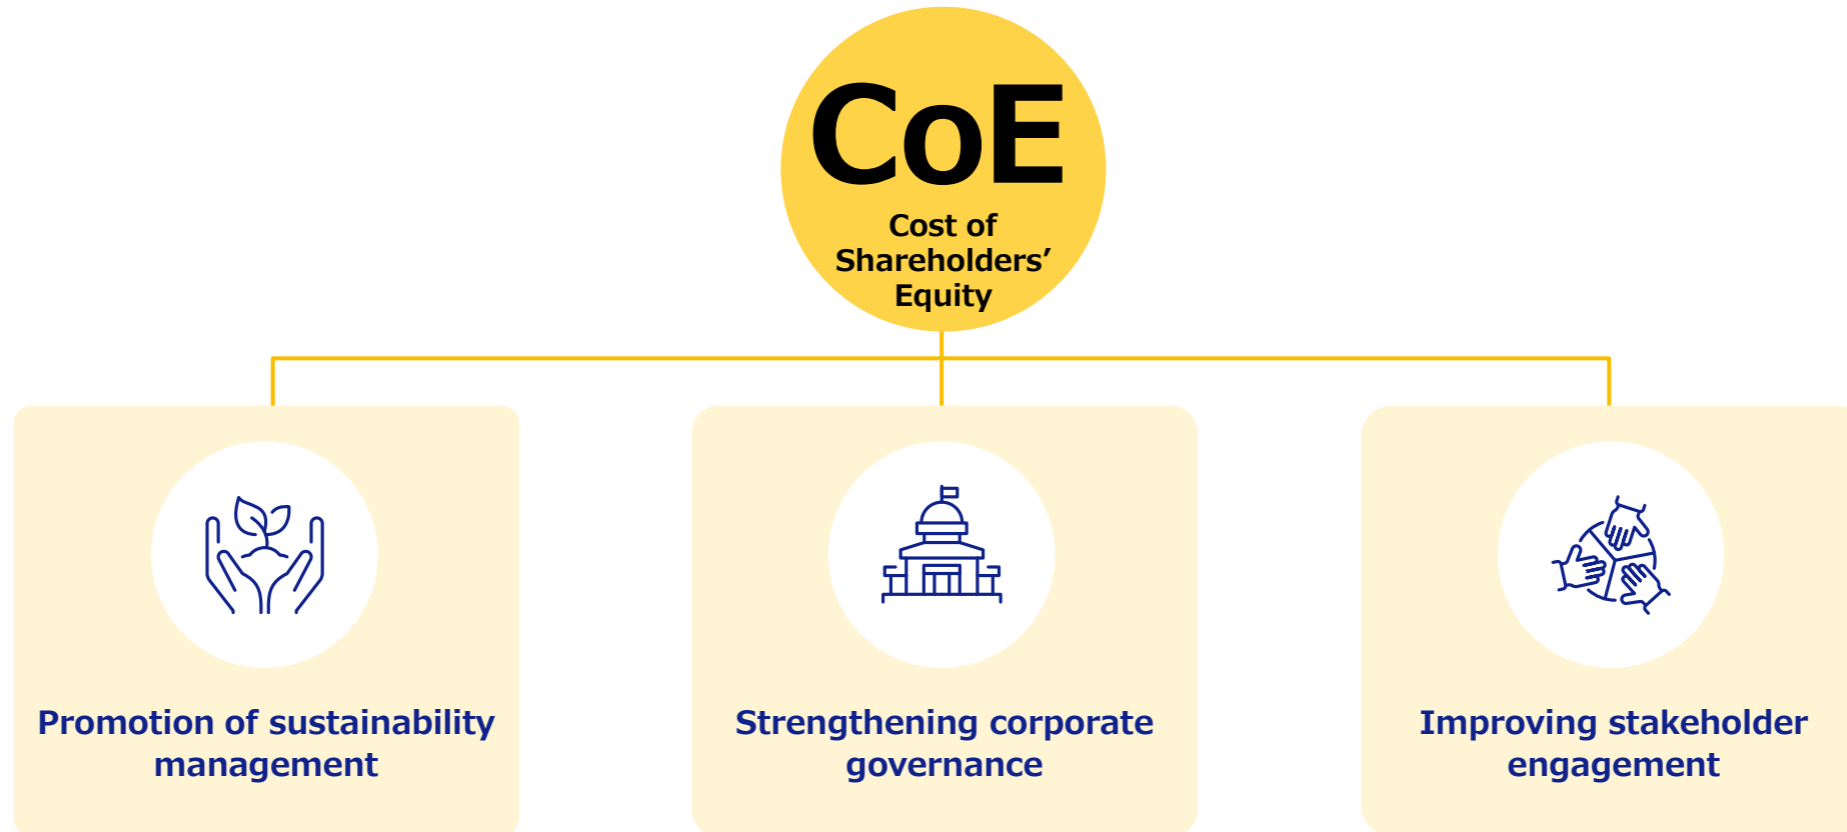 CoE
Cost of
Shareholders’
Equity
Promotion of sustainability
management
Strengthening corporate
governance
Improving stakeholder
engagement